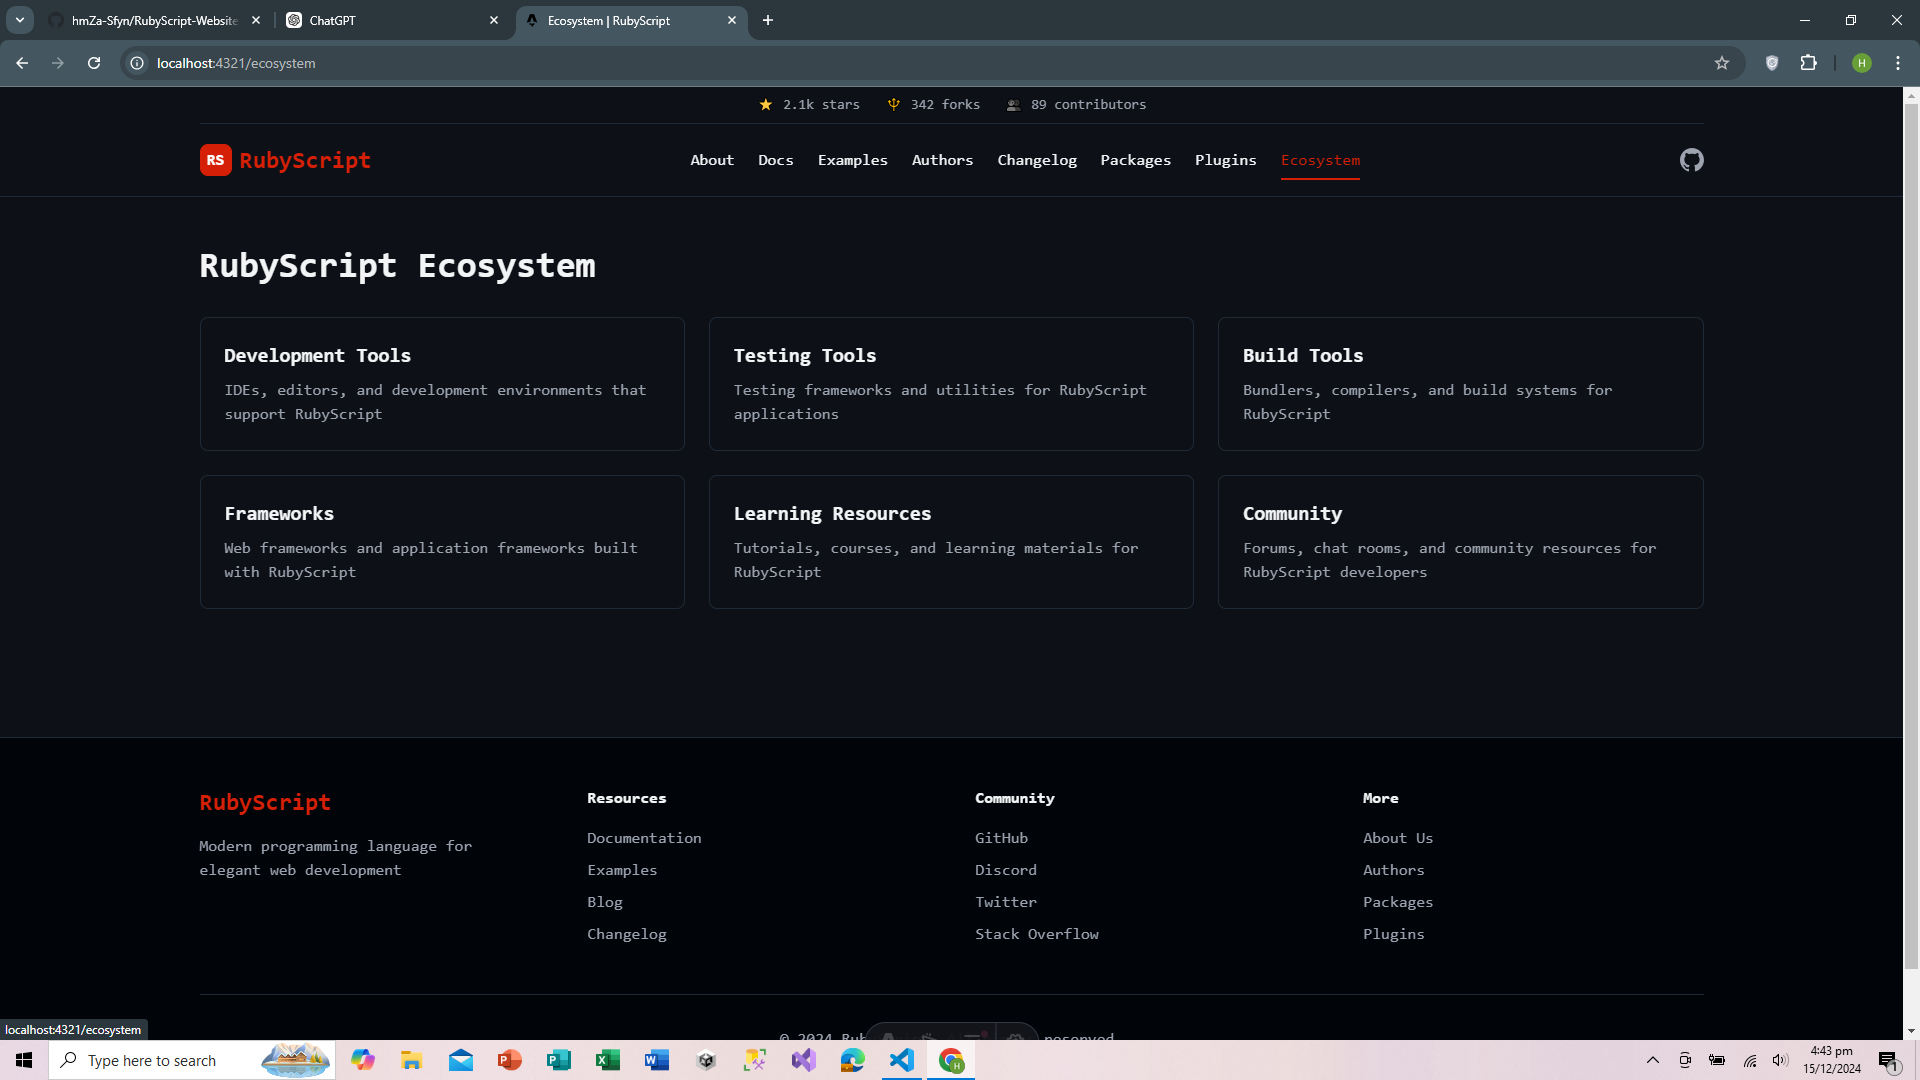 hmZa-Sfyn/RubyScript-Website
ChatGPT
Ecosystem | RubyScript
localhost:4321/ecosystem
H
2.1k stars
342 forks
89 contributors
RS RubyScript
About
Docs
Examples
Authors
Changelog
Packages
Plugins
Ecosystem
RubyScript Ecosystem
Development Tools
IDEs, editors, and development environments that
support RubyScript
Testing Tools
Testing frameworks and utilities for RubyScript
applications
Build Tools
Bundlers, compilers, and build systems for
RubyScript
Frameworks
Web frameworks and application frameworks built
with RubyScript
Learning Resources
Tutorials, courses, and learning materials for
RubyScript
Community
Forums, chat rooms, and community resources for
RubyScript developers
RubyScript
Modern programming language for
elegant web development
Resources
Documentation
Examples
Blog
Changelog
Community
GitHub
Discord
Twitter
Stack Overflow
More
About Us
Authors
Packages
Plugins
© 2024 reserved
localhost:4321/ecosystem
Type here to search
4:43 pm
15/12/2024
1